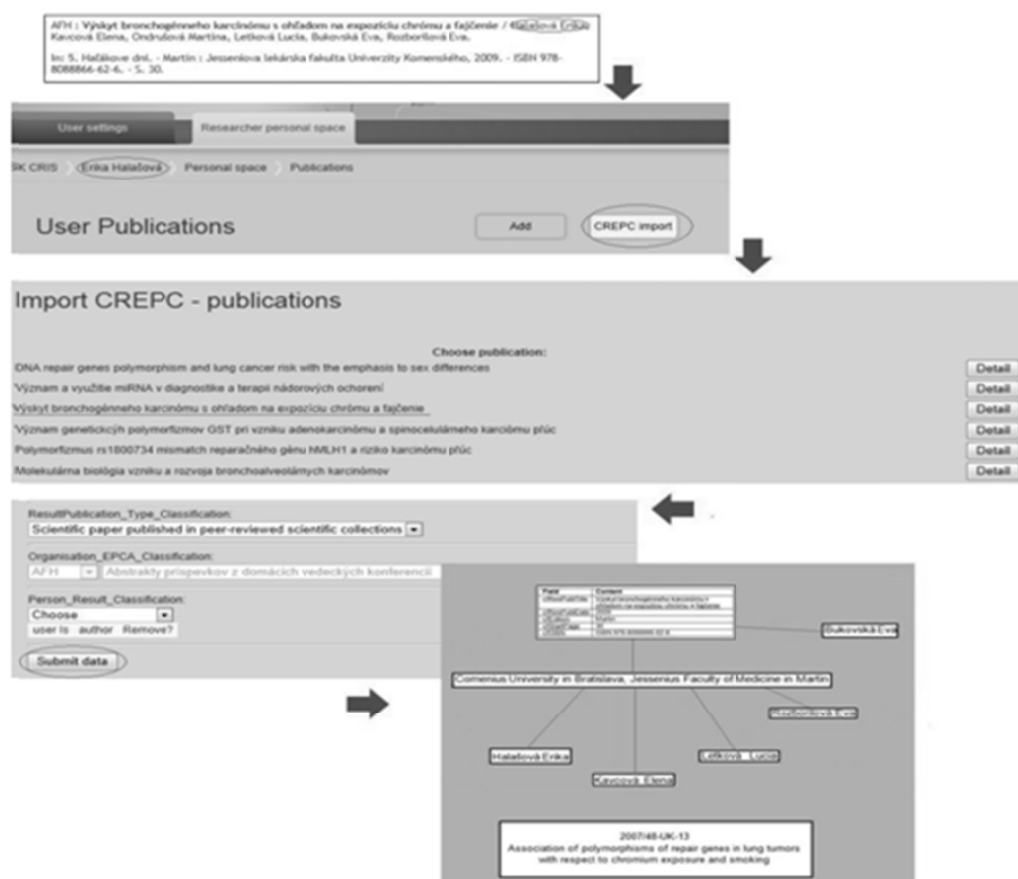 AFH : Výskyt bronchogénneho karcinómu s ohľadom na expozíciu chrómu a fajčenie / Halašová Erika,
Kavcová Elena, Ondrušová Martina, Letková Lucia, Bukovská Eva, Rozborilová Eva.
In: 5. Haľákove dni. - Martin : Jesseniova lekárska fakulta Univerzity Komenského, 2009. - ISBN 978-
8088866-62-6. - S. 30.
User settings
Researcher personal space
SK CRIS
Erika Halašová
Personal space
Publications
User Publications
Add
CREPC import
Import CREPC - publications
Choose publication:
DNA repair genes polymorphism and lung cancer risk with the emphasis to sex differences
Detail
Význam a využitie miRNA v diagnostike a terapii nádorových ochorení
Detail
Výskyt bronchogénneho karcinómu s ohľadom na expozíciu chrómu a fajčenie
Detail
Význam genetických polymorfizmov GST pri vzniku adenokarcinómu a spinocelulárneho karciómu pľúc
Detail
Polymorfizmus rs1800734 mismatch reparačného génu hMLH1 a riziko karcinómu pľúc
Detail
Molekulárna biológia vzniku a rozvoja bronchoalveolárnych karcinómov
Detail
ResultPublication_Type_Classification:
Scientific paper published in peer-reviewed scientific collections
Organisation_EPCA_Classification:
AFH
Abstrakty príspevkov z domácich vedeckých konferencií
Person_Result_Classification:
Choose
user is author Remove?
Submit data
Field Content
Bukovská Eva
Comenius University in Bratislava, Jessenius Faculty of Medicine in Martin
Rozborilová Eva
Halašová Erika
Letková Lucia
Kavcová Elena
2007/48-UK-13
Association of polymorphisms of repair genes in lung tumors
with respect to chromium exposure and smoking